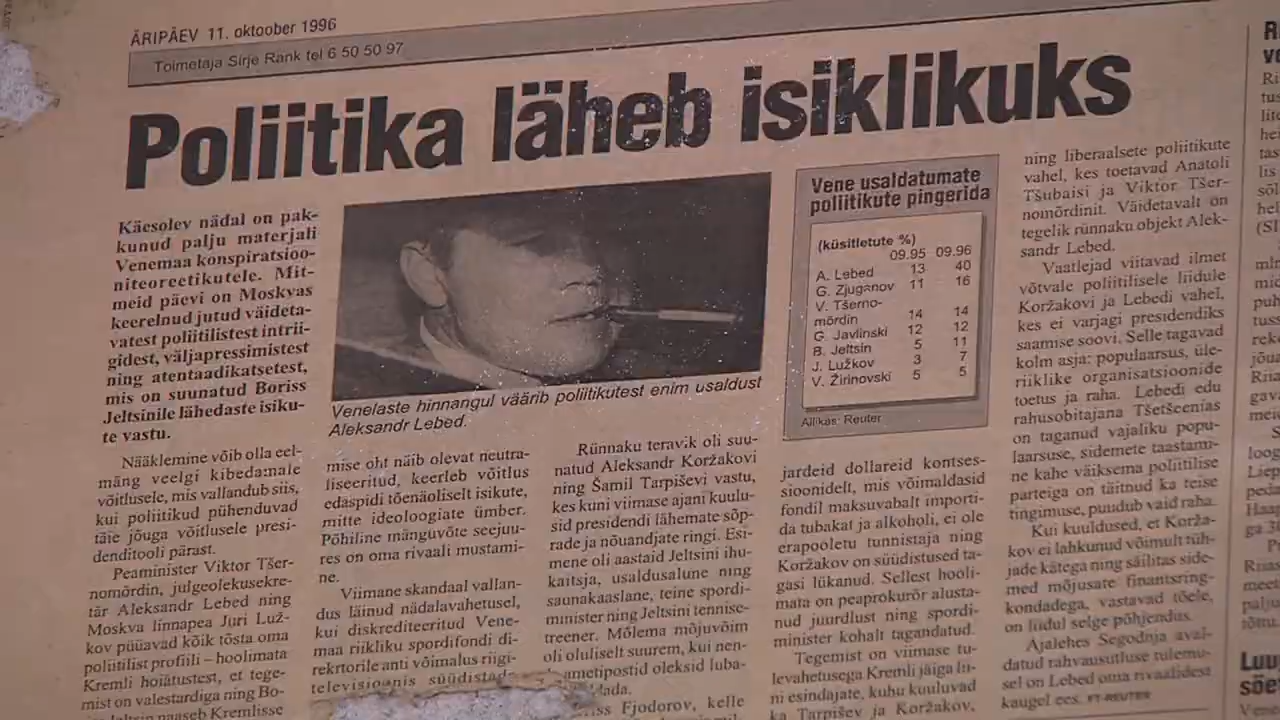 ÄRIPÄEV 11. oktoober 1996
Toimetaja Sirje Rank tel 6 50 50 97
Poliitika läheb isiklikuks
Käesolev nädal on pak-
kunud palju materjali
Venemaa konspiratsioo-
niteoreetikutele. Mit-
meid päevi on Moskvas
keerelnud jutud väideta-
vatest poliitilistest intrii-
gidest, väljapressimistest
ning atentaadikatsetest,
mis on suunatud Boriss
Jeltsinile lähedaste isiku-
te vastu.
Nääklemine võib olla eel-
mäng veelgi kibedamale
võitlusele, mis vallandub siis,
kui poliitikud pühenduvad
täie jõuga võitlusele presi-
denditooli pärast.
Peaminister Viktor Tšer-
nomõrdin, julgeolekusekre-
tär Aleksandr Lebed ning
Moskva linnapea Juri Luž-
kov püüavad kõik tõsta oma
poliitilist profiili – hoolimata
Kremli hoiatustest, et tege-
mist on valestardiga ning Bo-
naaseb Kremlisse
Venelaste hinnangul väärib poliitikutest enim usaldust
Aleksandr Lebed.
mise oht näib olevat neutra-
liseeritud, keerleb võitlus
edaspidi tõenäoliselt isikute,
mitte ideoloogiate ümber.
Põhiline mänguvõte seejuu-
res on oma rivaali mustami-
ne.
Viimane skandaal vallan-
dus läinud nädalavahetusel,
kui diskrediteeritud Vene-
maa riikliku spordifondi di-
rekrtorile anti võimalus riigi-
televisioonis süüdistada
Rünnaku teravik oli suu-
natud Aleksandr Koržakovi
ning Šamil Tarpiševi vastu,
kes kuni viimase ajani kuulu-
sid presidendi lähemate sõp-
rade ja nõuandjate ringi. Esi-
mene oli aastaid Jeltsini ihu-
kaitsja, usaldusalune ning
saunakaaslane, teine spordi-
minister ning Jeltsini tennise-
treener. Mõlema mõjuvõim
oli oluliselt suurem, kui nen-
ametipostid oleksid luba-
Fjodorov, kelle
Vene usaldatumate
poliitikute pingerida
(küsitletute %)
09.95 09.96
A. Lebed 13 40
G. Zjuganov 11 16
V. Tšerno-
mõrdin 14 14
G. Javlinski 12 12
B. Jeltsin 5 11
J. Lužkov 3 7
V. Žirinovski 5 5
Allikas: Reuter
jardeid dollareid kontses-
sioonidelt, mis võimaldasid
fondil maksuvabalt importi-
da tubakat ja alkoholi, ei ole
erapooletu tunnistaja ning
Koržakov on süüdistused ta-
gasi lükanud. Sellest hooli-
mata on peaprokurör alusta-
nud juurdlust ning spordi-
minister kohalt tagandatud.
Tegemist on viimase tu-
levahetusega Kremli jäiga lii-
ni esindajate, kuhu kuuluvad
ka Tarpišev ja Koržakov,
ning liberaalsete poliitikute
vahel, kes toetavad Anatoli
Tšubaisi ja Viktor Tšer-
nomõrdinit. Väidetavalt on
tegelik rünnaku objekt Alek-
sandr Lebed.
Vaatlejad viitavad ilmet
võtvale poliitilisele liidule
Koržakovi ja Lebedi vahel,
kes ei varjagi presidendiks
saamise soovi. Selle tagavad
kolm asja: populaarsus, üle-
riiklike organisatsioonide
toetus ja raha. Lebedi edu
rahusobitajana Tšetšeenias
on taganud vajaliku popu-
laarsuse, sidemete taastami-
ne kahe väiksema poliitilise
parteiga on täitnud ka teise
tingimuse, puudub vaid raha.
Kui kuuldused, et Korža-
kov ei lahkunud võimult tüh-
jade kätega ning säilitas side-
med mõjusate finantsring-
kondadega, vastavad tõele,
on liidul selge põhjendus.
Ajalehes Segodnja aval-
datud rahvausutluse tulemu-
sel on Lebed oma rivaalidest
kaugel ees. FT-REUTER